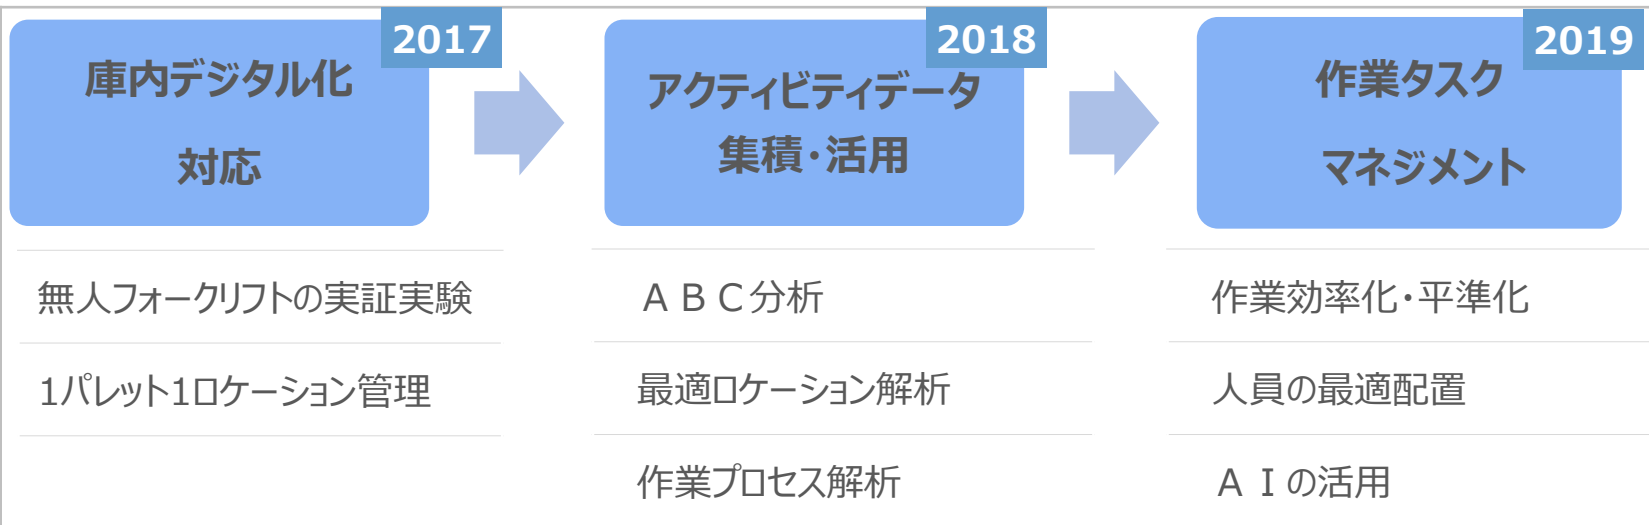 2017
庫内デジタル化
対応
無人フォークリフトの実証実験
1パレット1ロケーション管理
2018
アクティビティデータ
集積・活用
ＡＢＣ分析
最適ロケーション解析
作業プロセス解析
2019
作業タスク
マネジメント
作業効率化・平準化
人員の最適配置
ＡＩの活用